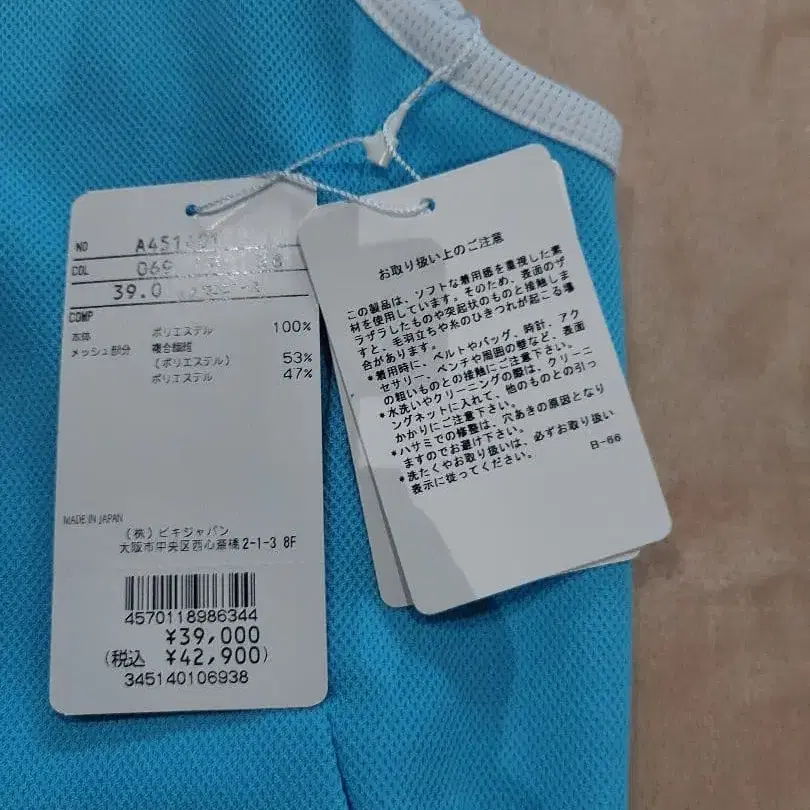 NO A451401
COL 069 38
39.0
COMP
本体 ポリエステル 100%
メッシュ部分 複合繊維
(ポリエステル) 53%
ポリエステル 47%
MADE IN JAPAN
(株)ビキジャパン
大阪市中央区西心斎橋2-1-3 8F
4570118986344
¥39,000
(税込 ¥42,900)
345140106938
お取り扱い上のご注意
この製品は、ソフトな着用感を重視した素
材を使用しています。そのため、表面のザ
ラザラしたものや突起状のものと接触しま
すと、毛羽立ちや糸のひきつれが起こる場
合があります。
*着用時に、ベルトやバッグ、時計、アク
セサリー、ベンチや周囲の壁など、表面
の粗いものとの接触にご注意下さい。
*水洗いやクリーニングの際は、クリーニ
ングネットに入れて、他のものとの引っ
かかりにご注意下さい。
*ハサミでの修整は、穴あきの原因となり
ますのでお避け下さい。
*洗たくやお取り扱いは、必ずお取り扱い
表示に従ってください。
B-66